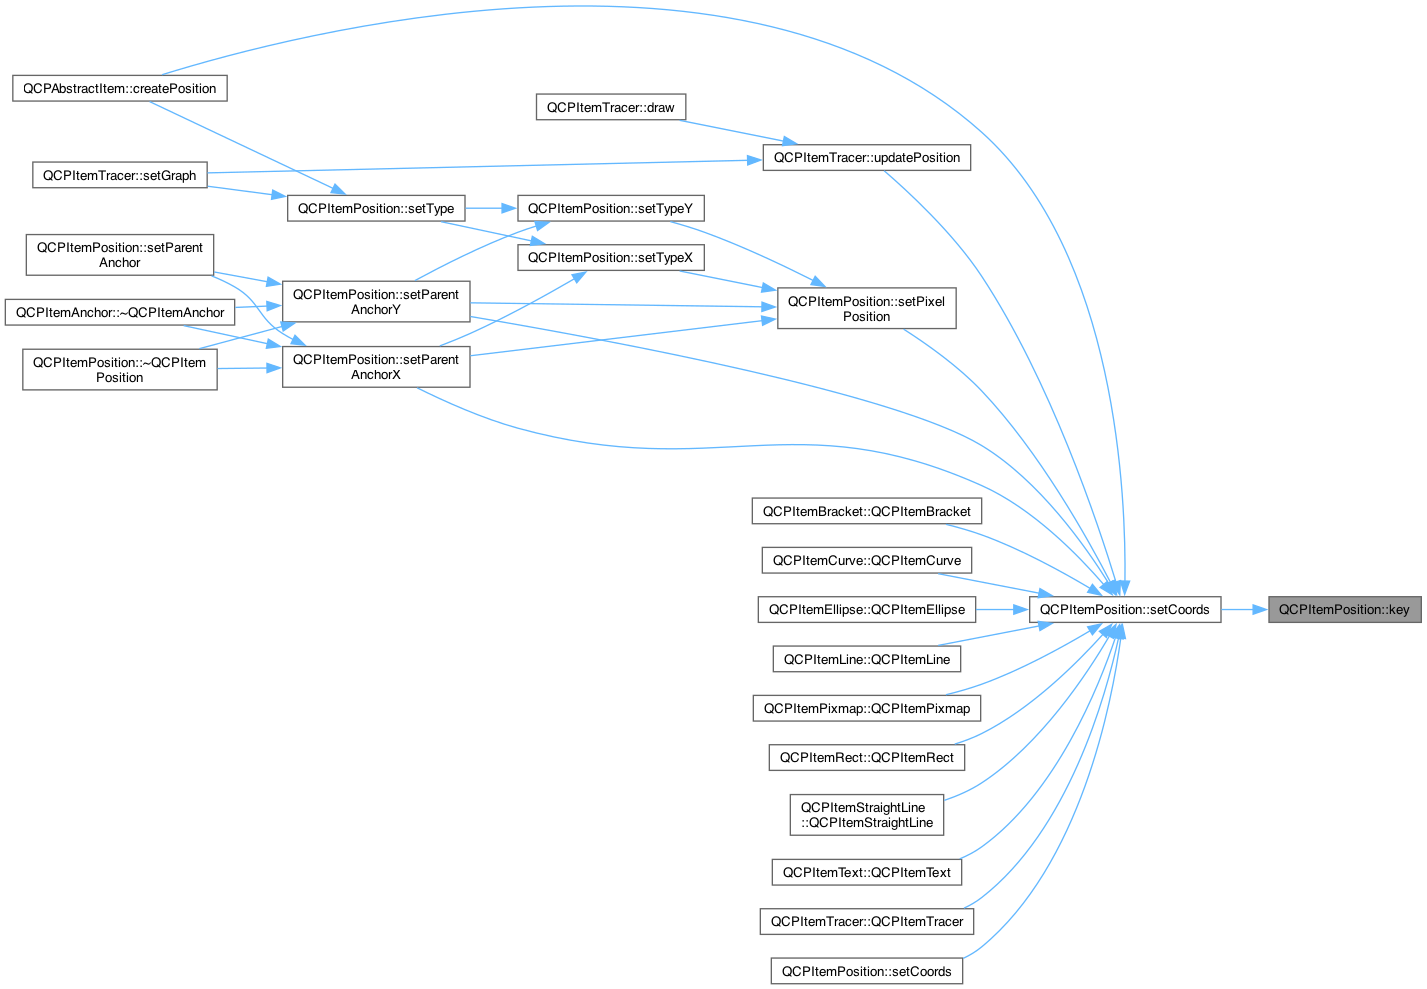 QCPAbstractItem::createPosition
QCPItemTracer::draw
QCPItemTracer::updatePosition
QCPItemTracer::setGraph
QCPItemPosition::setType
QCPItemPosition::setTypeY
QCPItemPosition::setParent
Anchor
QCPItemPosition::setTypeX
QCPItemPosition::setParent
AnchorY
QCPItemPosition::setPixel
Position
QCPItemAnchor::~QCPItemAnchor
QCPItemPosition::~QCPItem
Position
QCPItemPosition::setParent
AnchorX
QCPItemBracket::QCPItemBracket
QCPItemCurve::QCPItemCurve
QCPItemEllipse::QCPItemEllipse
QCPItemPosition::setCoords
QCPItemPosition::key
QCPItemLine::QCPItemLine
QCPItemPixmap::QCPItemPixmap
QCPItemRect::QCPItemRect
QCPItemStraightLine
::QCPItemStraightLine
QCPItemText::QCPItemText
QCPItemTracer::QCPItemTracer
QCPItemPosition::setCoords